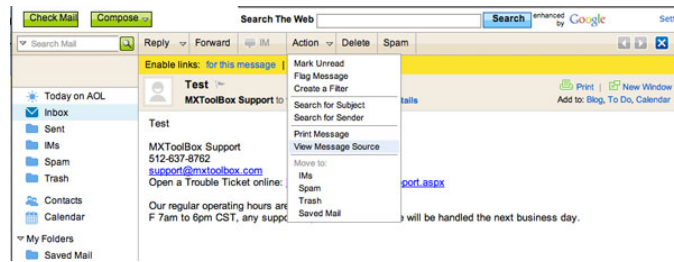 Check Mail Compose Search The Web Search enhanced by Google
Search Mail Reply Forward IM Action Delete Spam
Enable links: for this message |
Mark Unread
Flag Message
Create a Filter
Search for Subject
Search for Sender
Print Message
View Message Source
Move to:
IMs
Spam
Trash
Saved Mail
Test
Print | New Window
MXToolBox Support to
Add to: Blog, To Do, Calendar
Today on AOL
Inbox
Sent
IMs
Spam
Trash
Contacts
Calendar
My Folders
Saved Mail
Test
MXToolBox Support
512-637-8762
support@mxtoolbox.com
Open a Trouble Ticket online: port.aspx
Our regular operating hours are
F 7am to 6pm CST, any supp e will be handled the next business day.